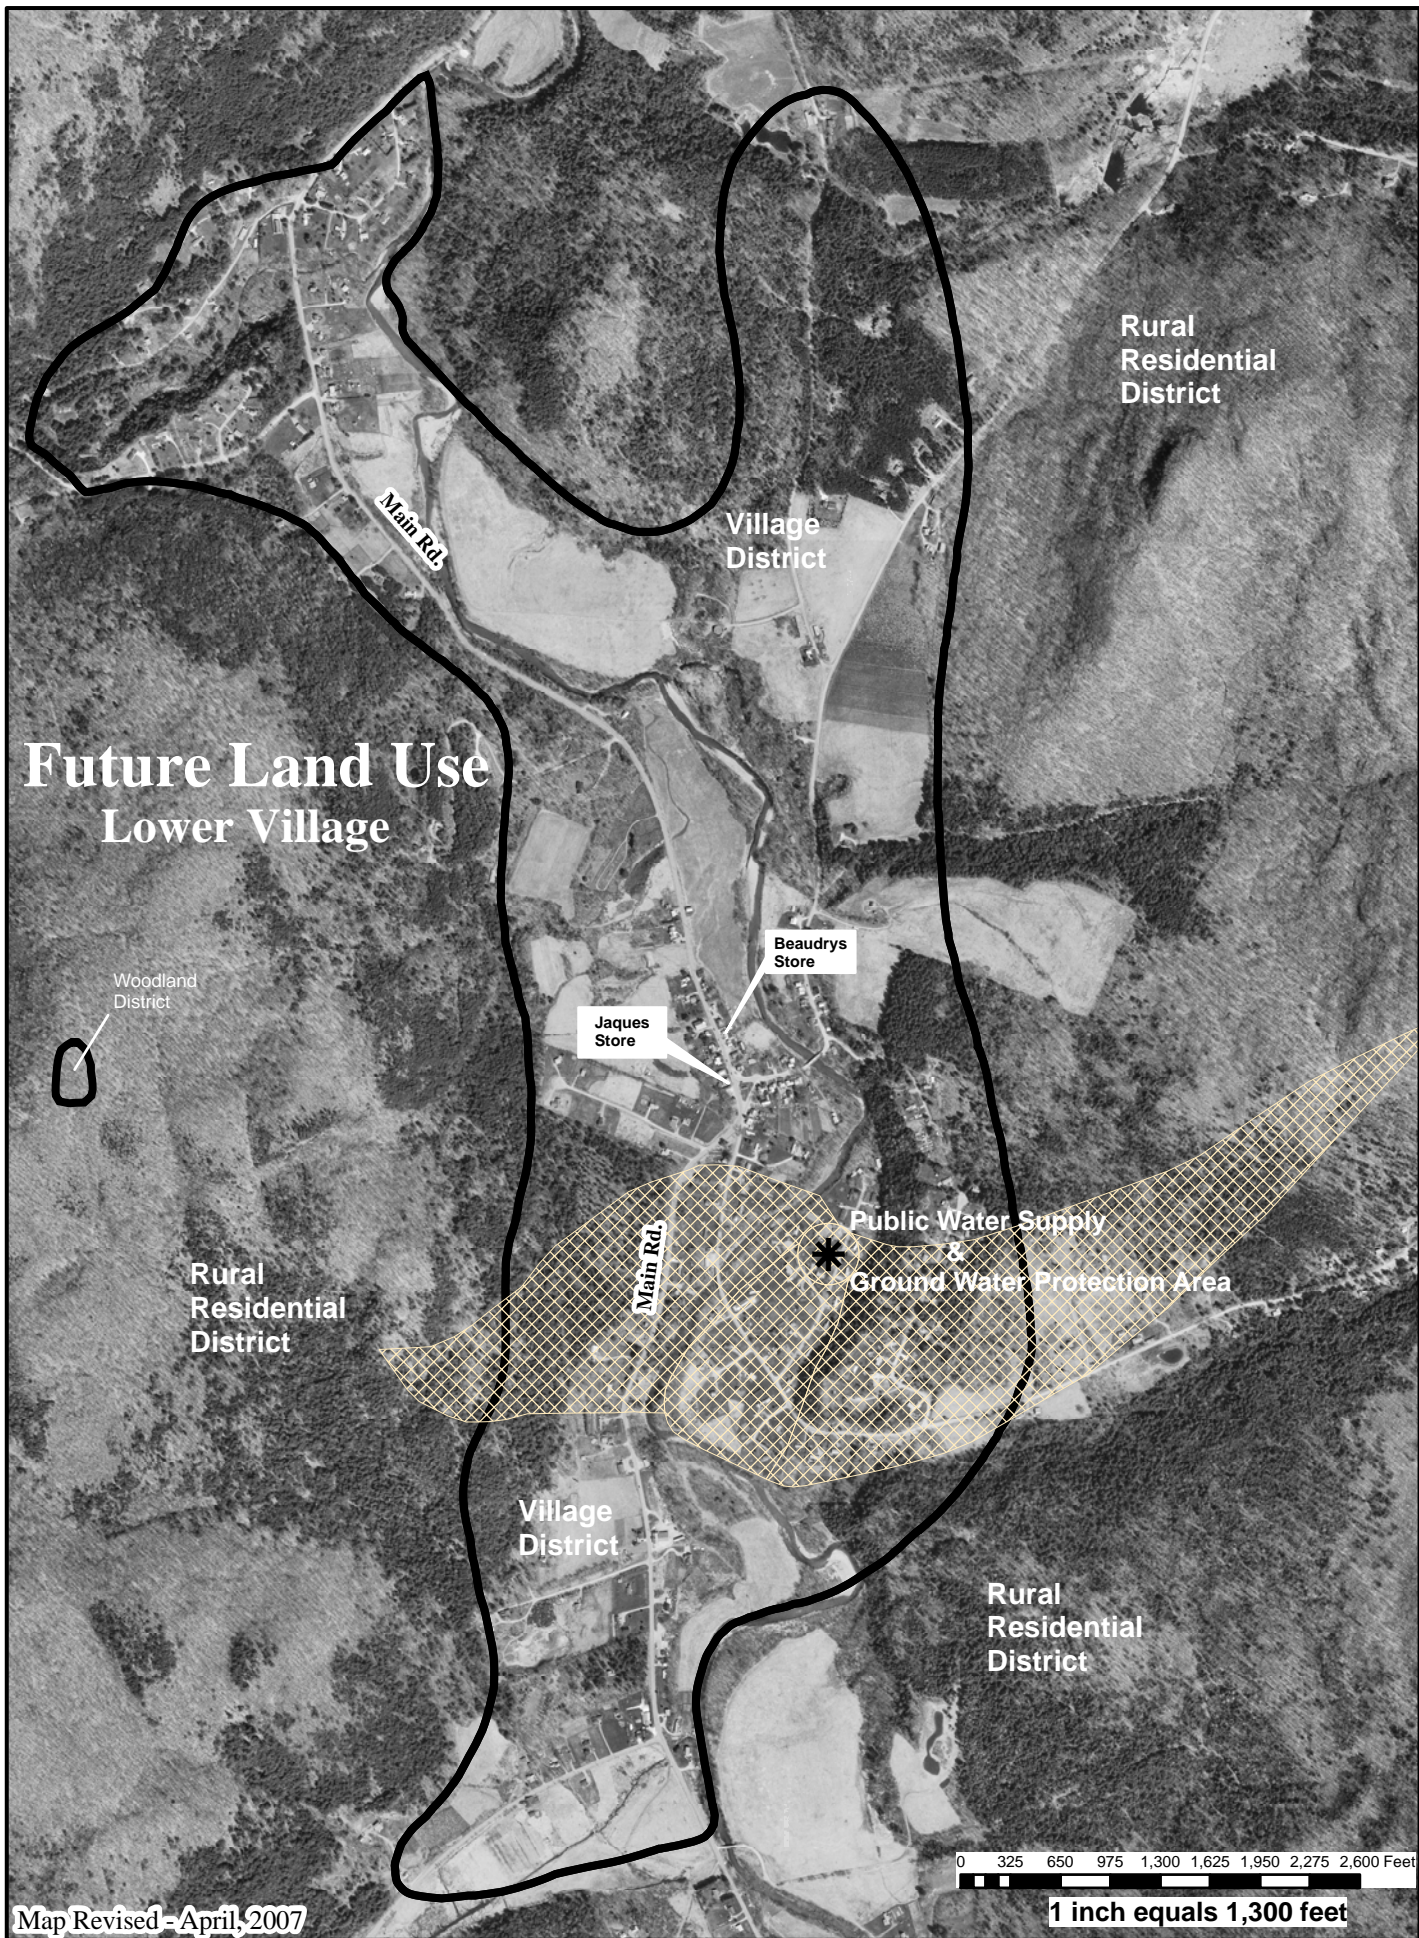 Rural
Residential
District
Main Rd.
Village
District
Future Land Use
Lower Village
Beaudrys
Store
Woodland
District
Jaques
Store
Public Water Supply
&
Ground Water Protection Area
Main Rd.
Rural
Residential
District
Village
District
Rural
Residential
District
0 325 650 975 1,300 1,625 1,950 2,275 2,600 Feet
1 inch equals 1,300 feet
Map Revised - April, 2007